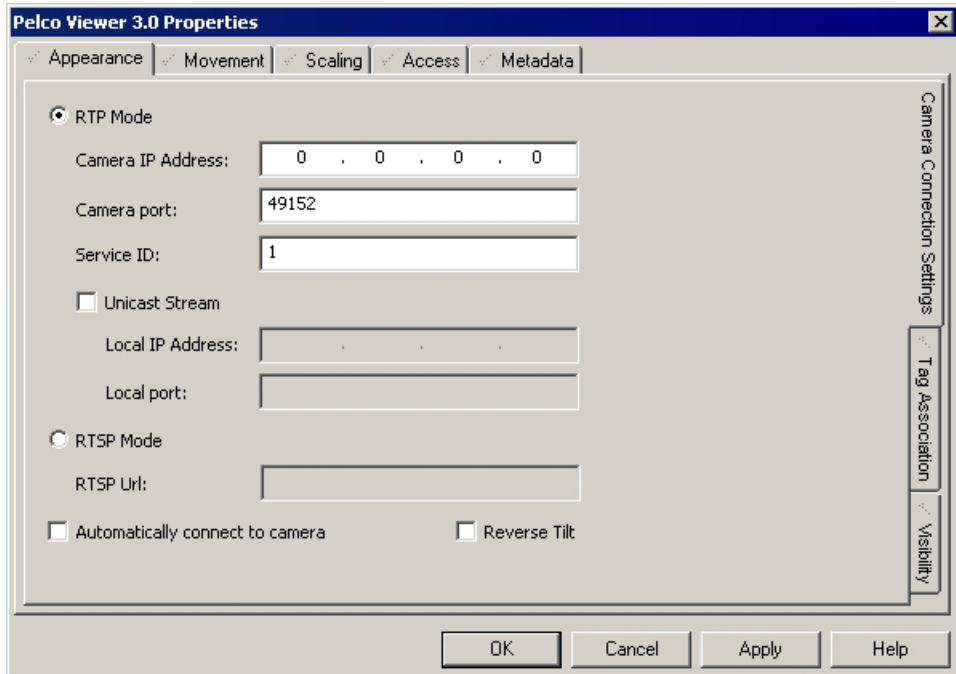 Pelco Viewer 3.0 Properties
Appearance Movement Scaling Access Metadata
RTP Mode
Camera IP Address: 0 . 0 . 0 . 0
Camera port: 49152
Service ID: 1
Unicast Stream
Local IP Address: . . .
Local port:
RTSP Mode
RTSP Url:
Automatically connect to camera Reverse Tilt
Camera Connection Settings
Tag Association
Visibility
OK Cancel Apply Help